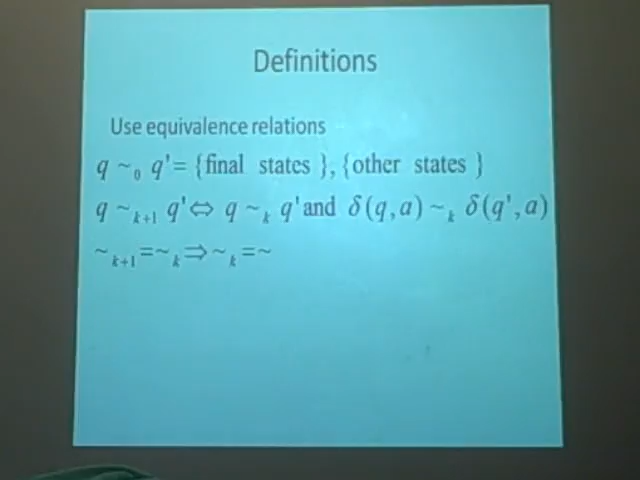 Definitions
Use equivalence relations
q ~₀ q'= {final states }, {other states }
q ~ₖ₊₁ q' ⇔ q ~ₖ q' and δ(q,a) ~ₖ δ(q',a)
~ₖ₊₁=~ₖ⇒~ₖ=~